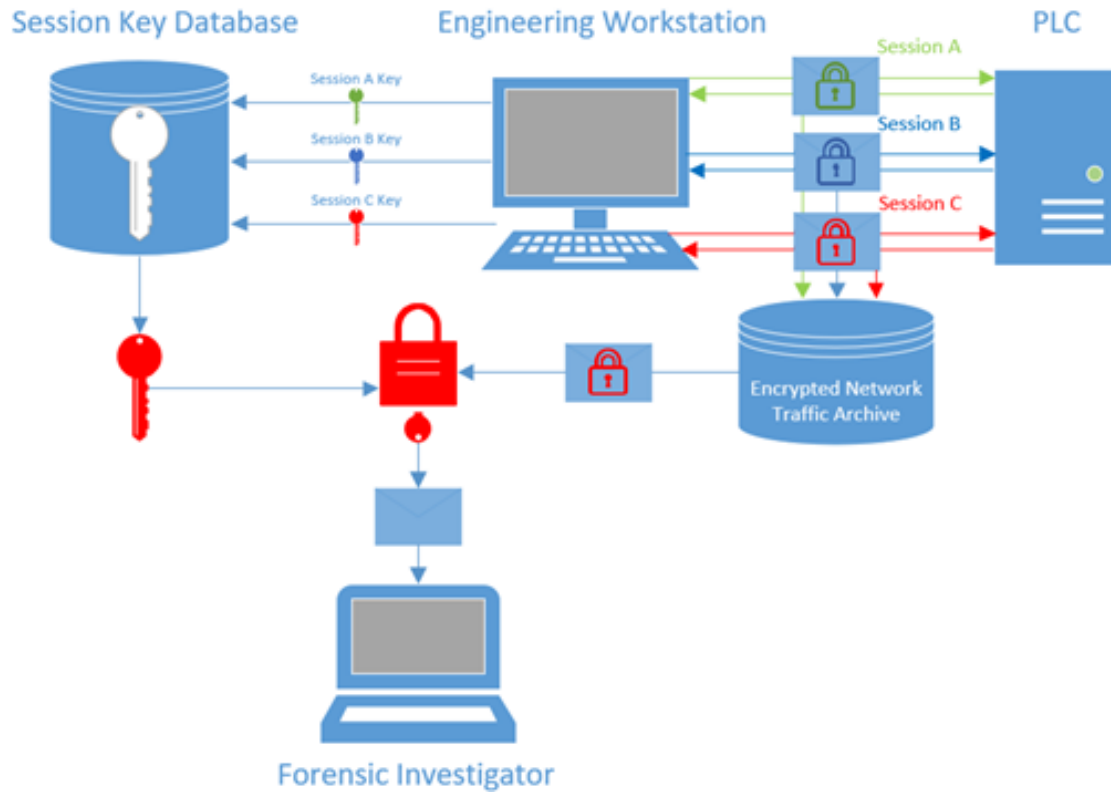 Session Key Database
Engineering Workstation
PLC
Session A
Session A Key
Session B
Session B Key
Session C Key
Session C
Encrypted Network
Traffic Archive
Forensic Investigator